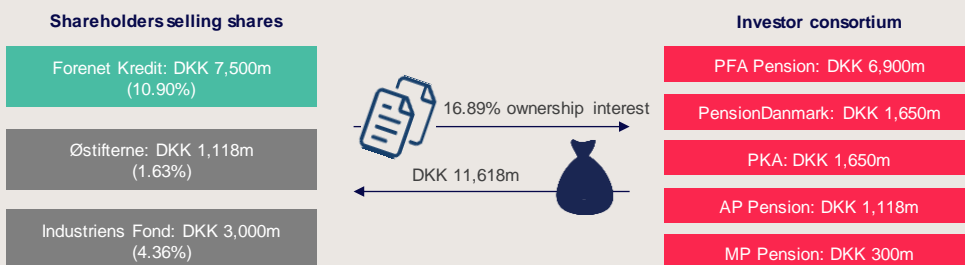 Shareholders selling shares
Forenet Kredit: DKK 7,500m
(10.90%)
Østifterne: DKK 1,118m
(1.63%)
Industriens Fond: DKK 3,000m
(4.36%)
16.89% ownership interest
DKK 11,618m
Investor consortium
PFA Pension: DKK 6,900m
PensionDanmark: DKK 1,650m
PKA: DKK 1,650m
AP Pension: DKK 1,118m
MP Pension: DKK 300m